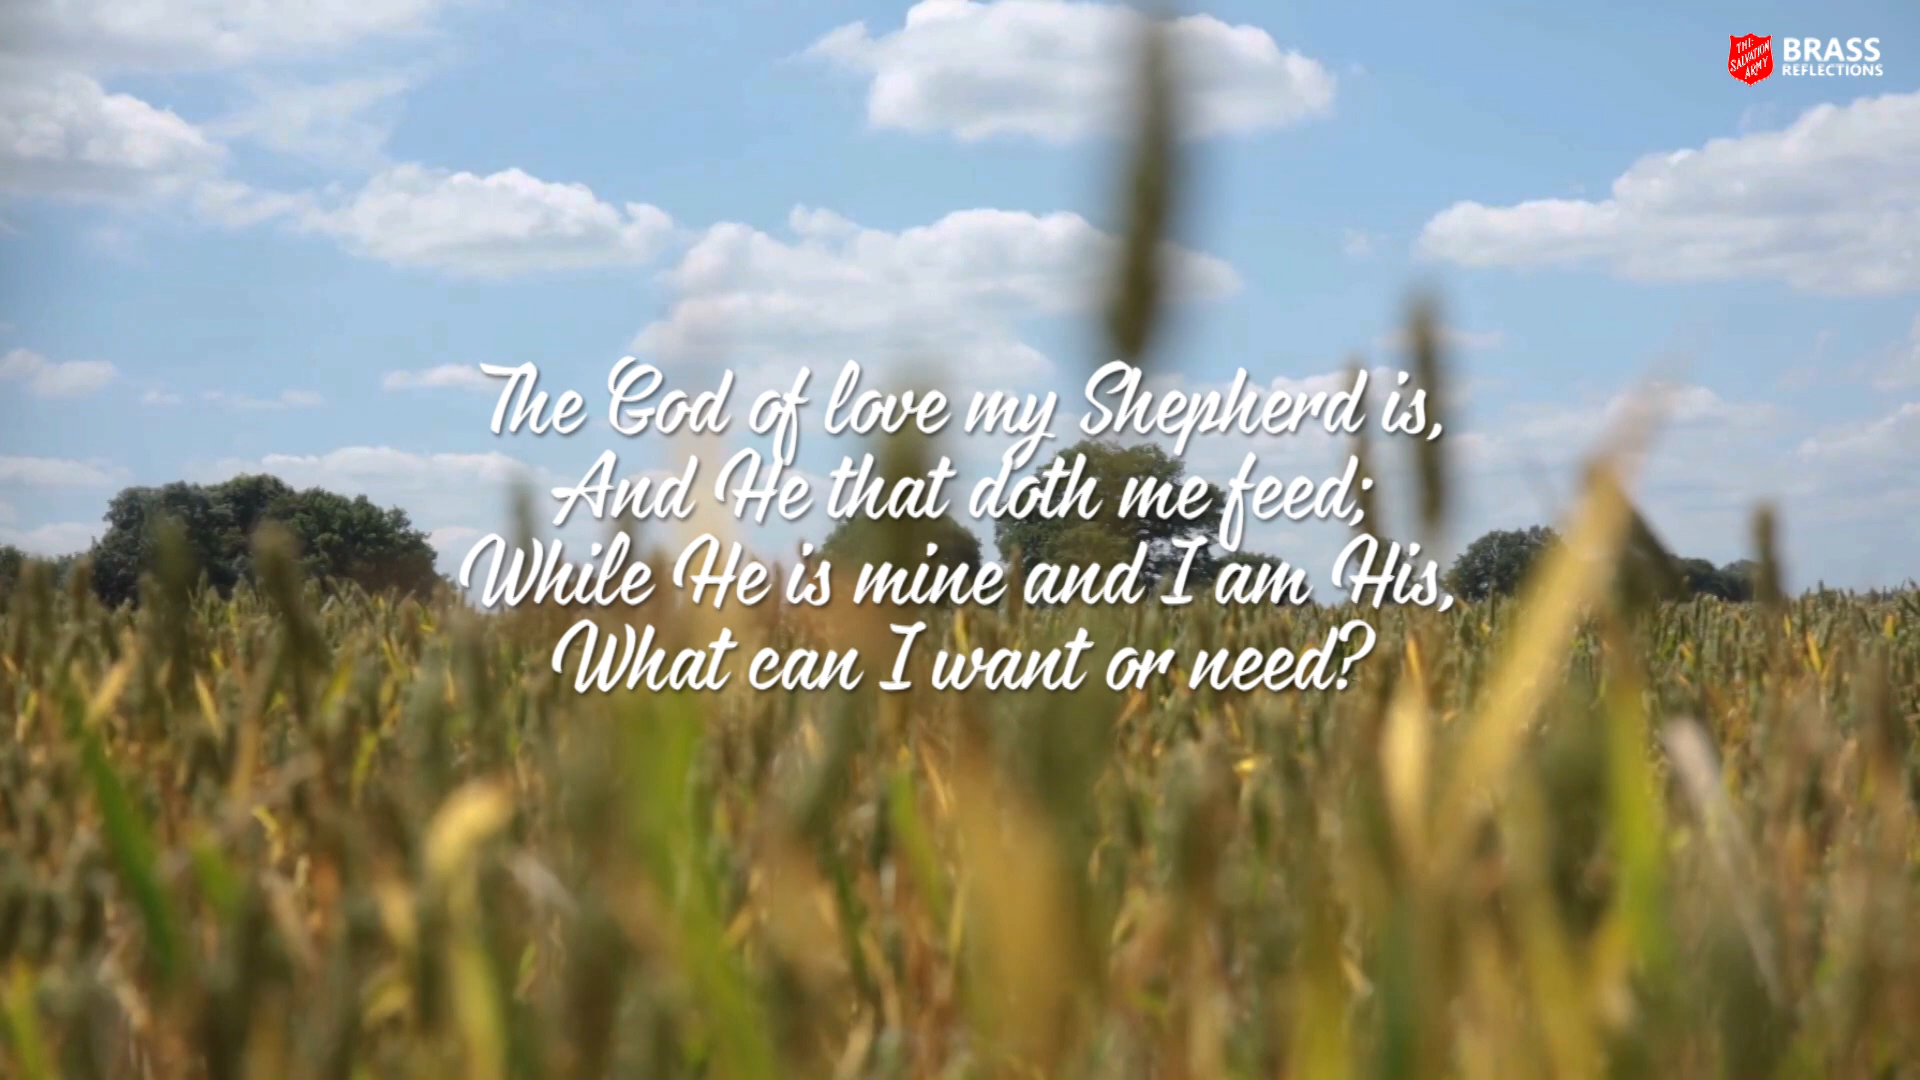 THE
SALVATION
ARMY
BRASS
REFLECTIONS
The God of love my Shepherd is,
And He that doth me feed;
While He is mine and I am His,
What can I want or need?